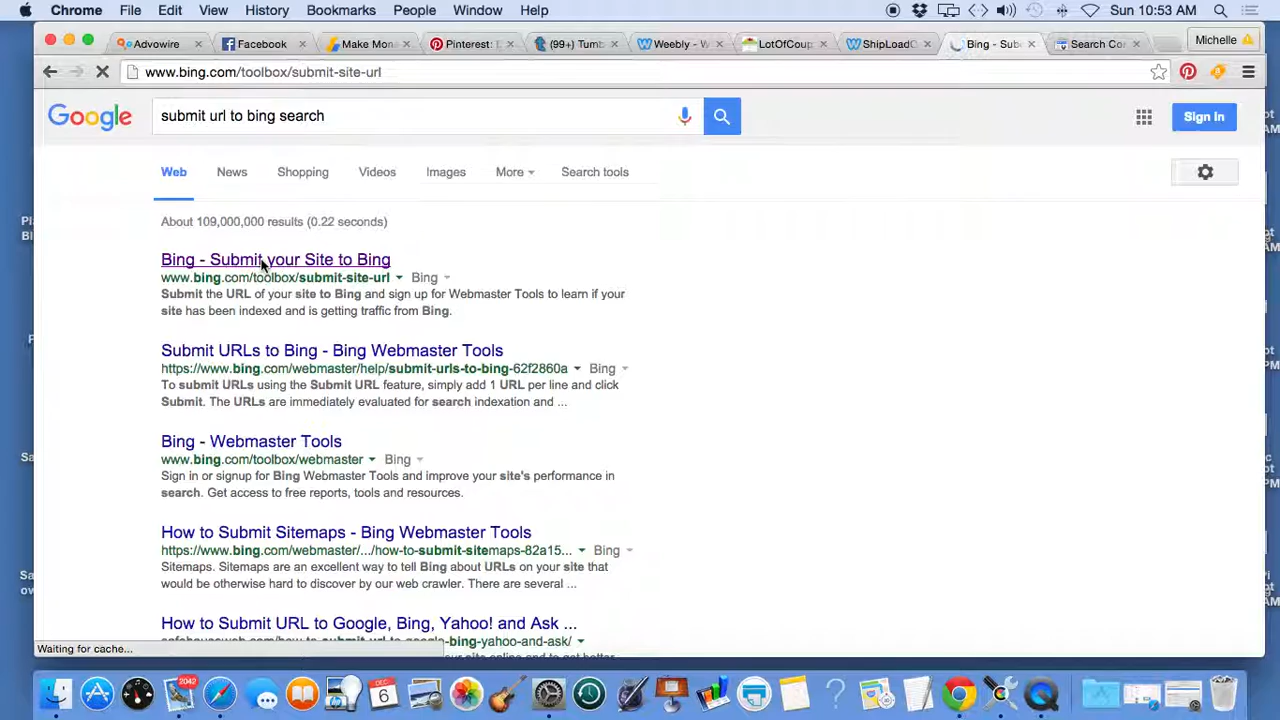 Chrome File Edit View History Bookmarks People Window Help Sun 10:53 AM
Advowire Facebook Make Mon Pinterest: (99+) Tumb Weekly - W LotOfCoup ShipLoadC Bing - Sub Search Con Michelle
www.bing.com/toolbox/submit-site-url
Google submit url to bing search Sign in
Web News Shopping Videos Images More Search tools
About 109,000,000 results (0.22 seconds)
Bing - Submit your Site to Bing
www.bing.com/toolbox/submit-site-url Bing
Submit the URL of your site to Bing and sign up for Webmaster Tools to learn if your
site has been indexed and is getting traffic from Bing.
Submit URLs to Bing - Bing Webmaster Tools
https://www.bing.com/webmaster/help/submit-urls-to-bing-62f2860a Bing
To submit URLs using the Submit URL feature, simply add 1 URL per line and click
Submit. The URLs are immediately evaluated for search indexation and ...
Bing - Webmaster Tools
www.bing.com/toolbox/webmaster Bing
Sign in or signup for Bing Webmaster Tools and improve your site's performance in
search. Get access to free reports, tools and resources.
How to Submit Sitemaps - Bing Webmaster Tools
https://www.bing.com/webmaster/.../how-to-submit-sitemaps-82a15... Bing
Sitemaps. Sitemaps are an excellent way to tell Bing about URLs on your site that
would be otherwise hard to discover by our web crawler. There are several ...
How to Submit URL to Google, Bing, Yahoo! and Ask ...
Waiting for cache...
2042
DEC
6